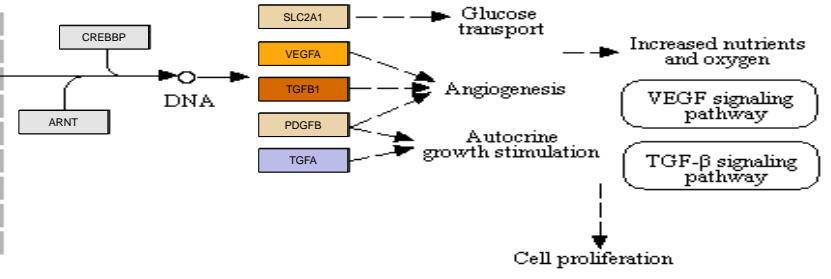 SLC2A1
Glucose
transport
CREBBP
VEGFA
Increased nutrients
and oxygen
DNA
TGFB1
Angiogenesis
VEGF signaling
pathway
ARNT
PDGFB
Autocrine
growth stimulation
TGFA
TGF-β signaling
pathway
Cell proliferation